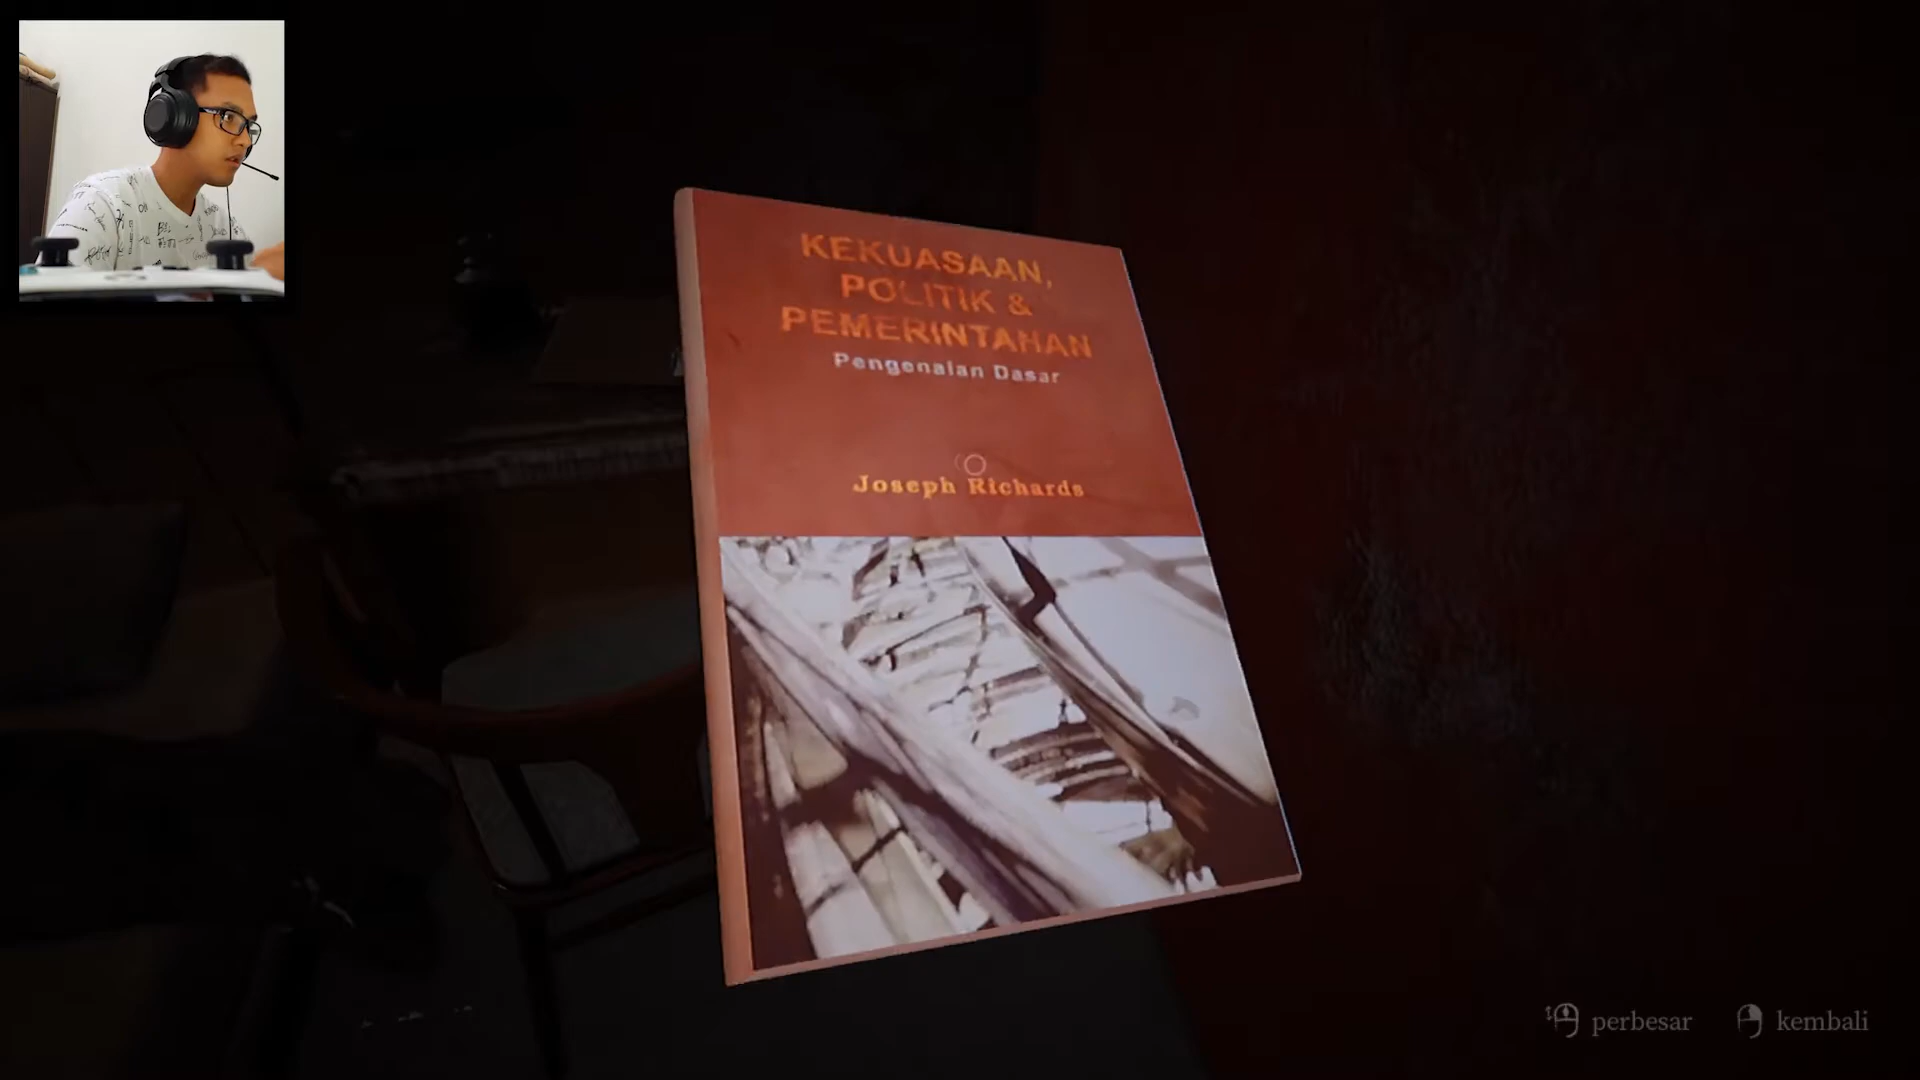 KEKUASAAN,
POLITIK &
PEMERINTAHAN
Pengenalan Dasar
Joseph Richards
perbesar
kembali